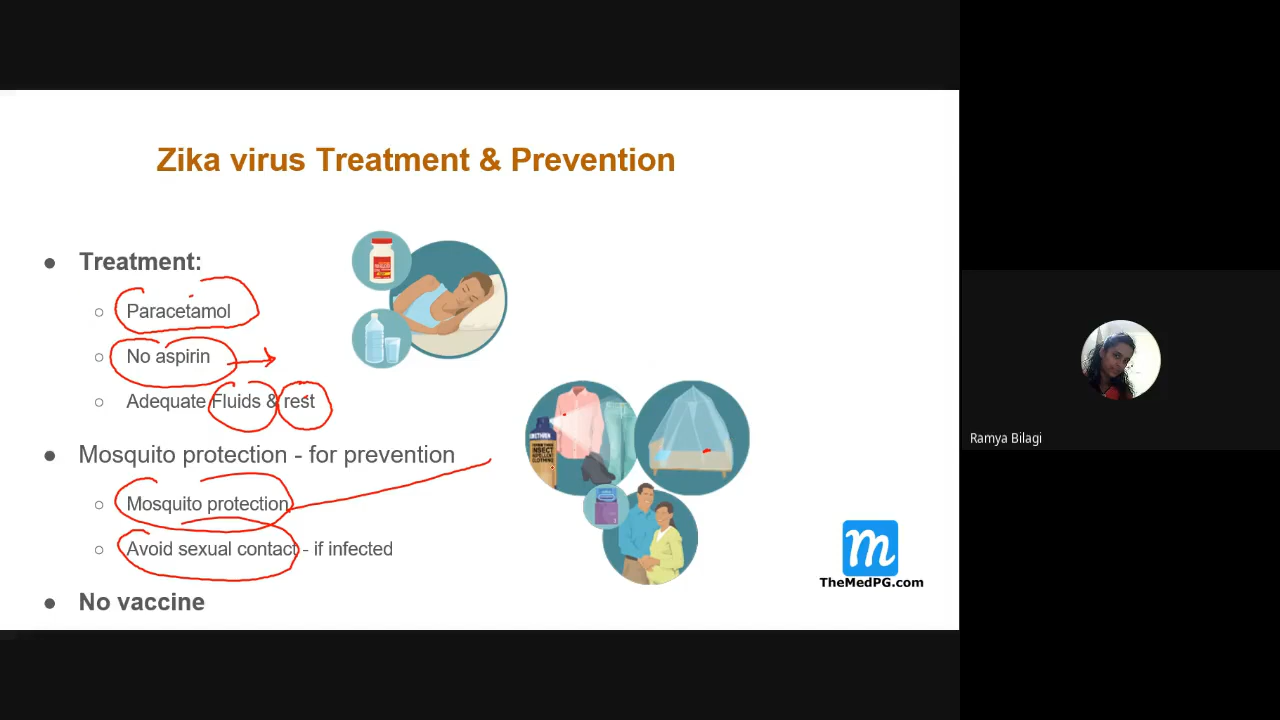 Zika virus Treatment & Prevention
● Treatment:
○ Paracetamol
○ No aspirin
○ Adequate Fluids & rest
● Mosquito protection - for prevention
○ Mosquito protection
○ Avoid sexual contact - if infected
● No vaccine
INSECT
m
TheMedPG.com
Ramya Bilagi